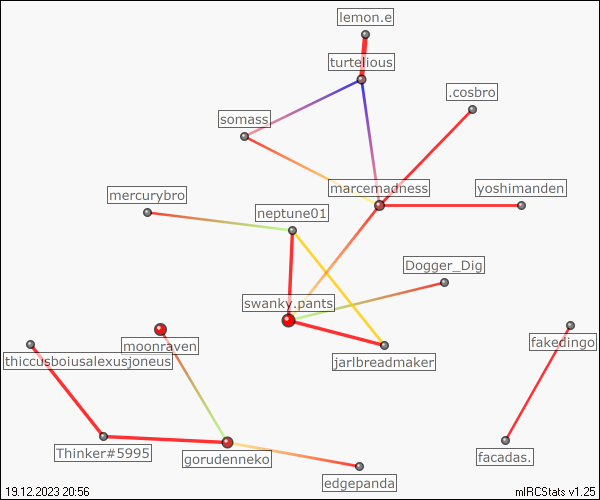 lemon.e
turtelious
.cosbro
somass
marcemadness
yoshimanden
mercurybro
neptune01
Dogger_Dig
swanky.pants
moonraven
fakedingo
thiccusboiusalexusjoneus
jarlbreadmaker
Thinker#5995
gorudenneko
facadas.
edgepanda
19.12.2023 20:56
mIRCStats v1.25